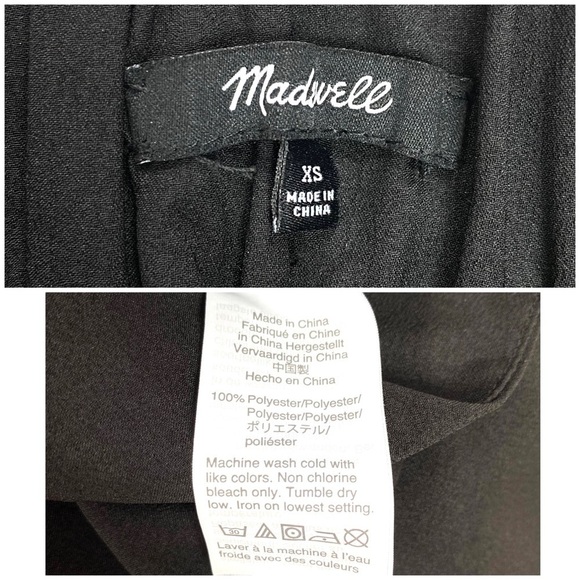 Madewell
XS
MADE IN
CHINA
Made in China
Fabriqué en Chine
in China Hergestellt
Vervaardigd in China
中国製
Hecho en China
100% Polyester/Polyester/
Polyester/Polyester/
ポリエステル/
poliéster
Machine wash cold with
like colors. Non chlorine
bleach only. Tumble dry
low. Iron on lowest setting.
30
Laver à la machine à l'eau
froide avec des couleurs